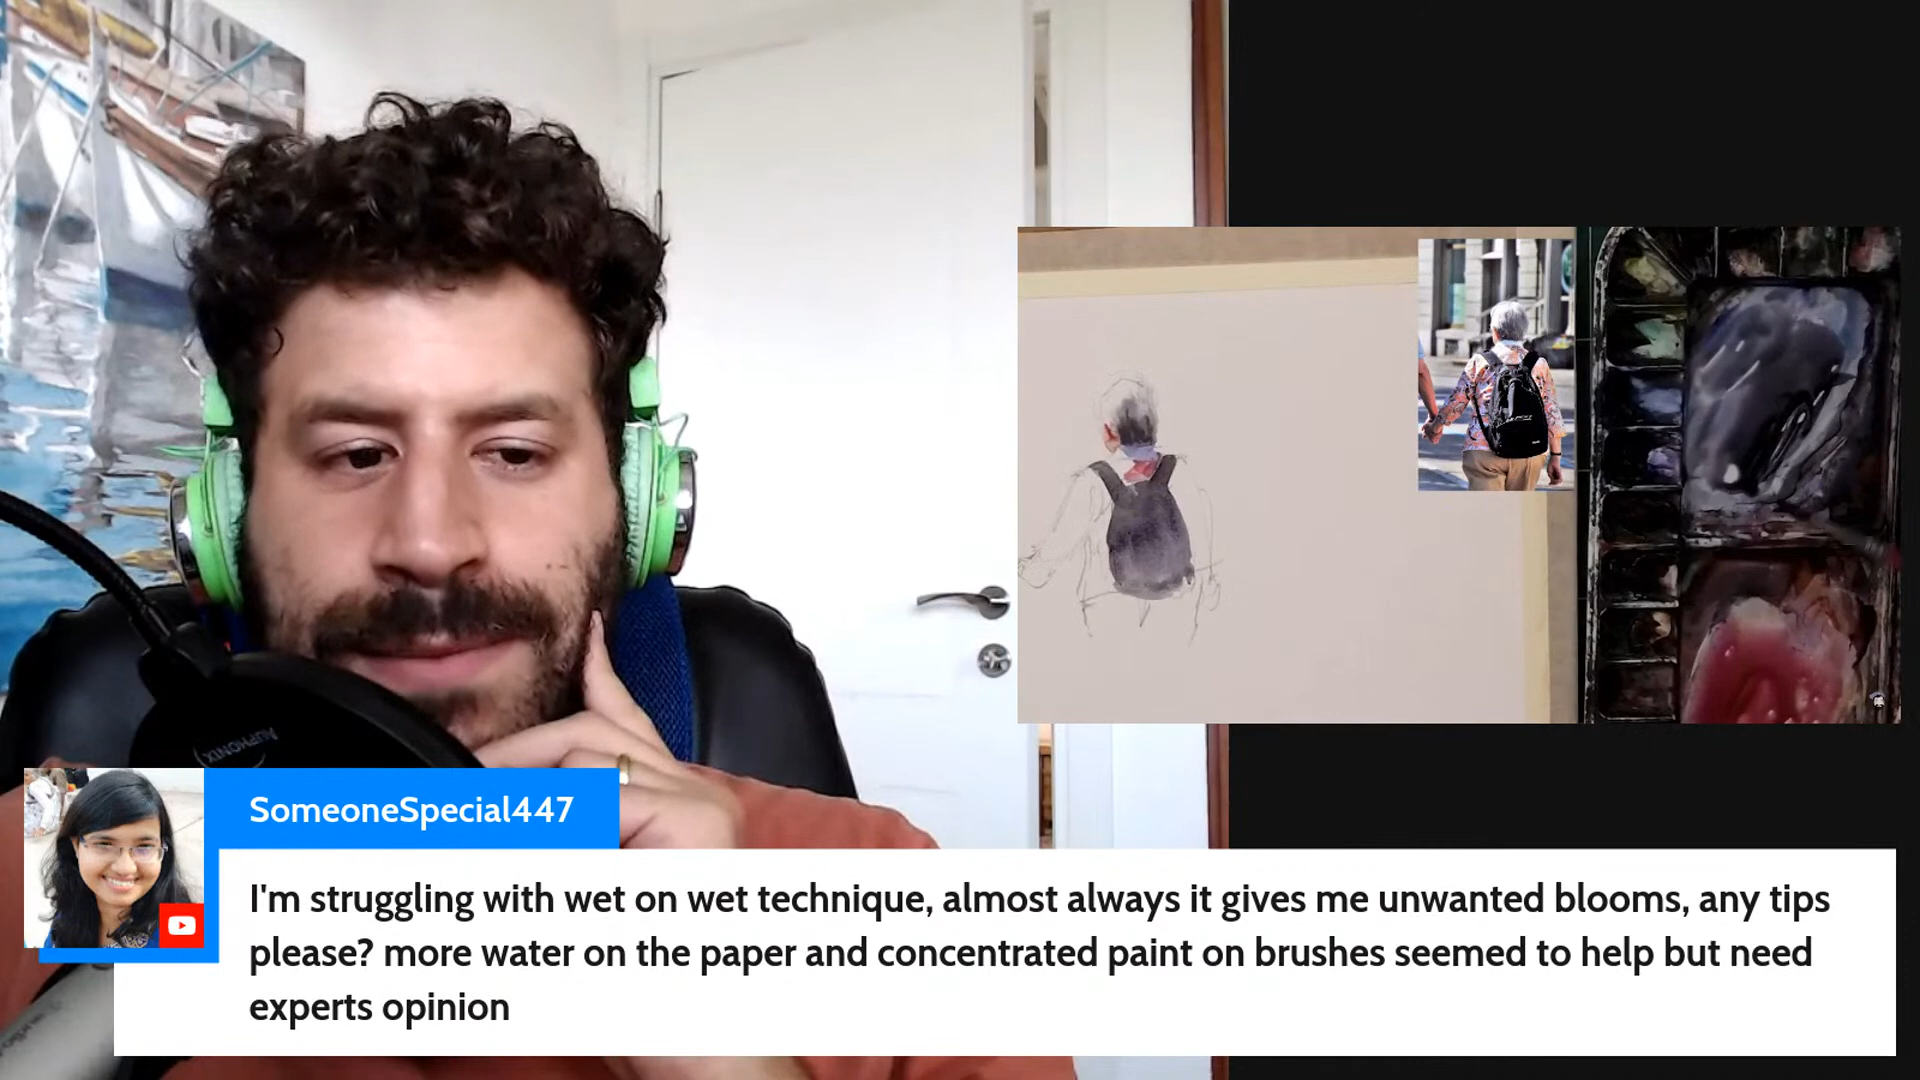 SomeoneSpecial447
I'm struggling with wet on wet technique, almost always it gives me unwanted blooms, any tips
please? more water on the paper and concentrated paint on brushes seemed to help but need
experts opinion